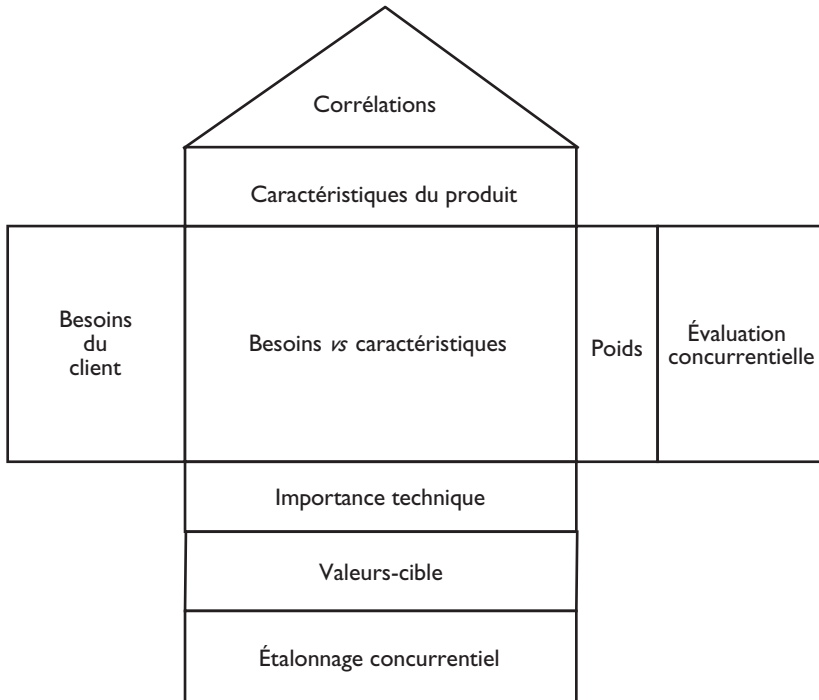 Corrélations
Caractéristiques du produit
Besoins
du
client
Besoins vs caractéristiques
Poids
Évaluation
concurrentielle
Importance technique
Valeurs-cible
Étalonnage concurrentiel